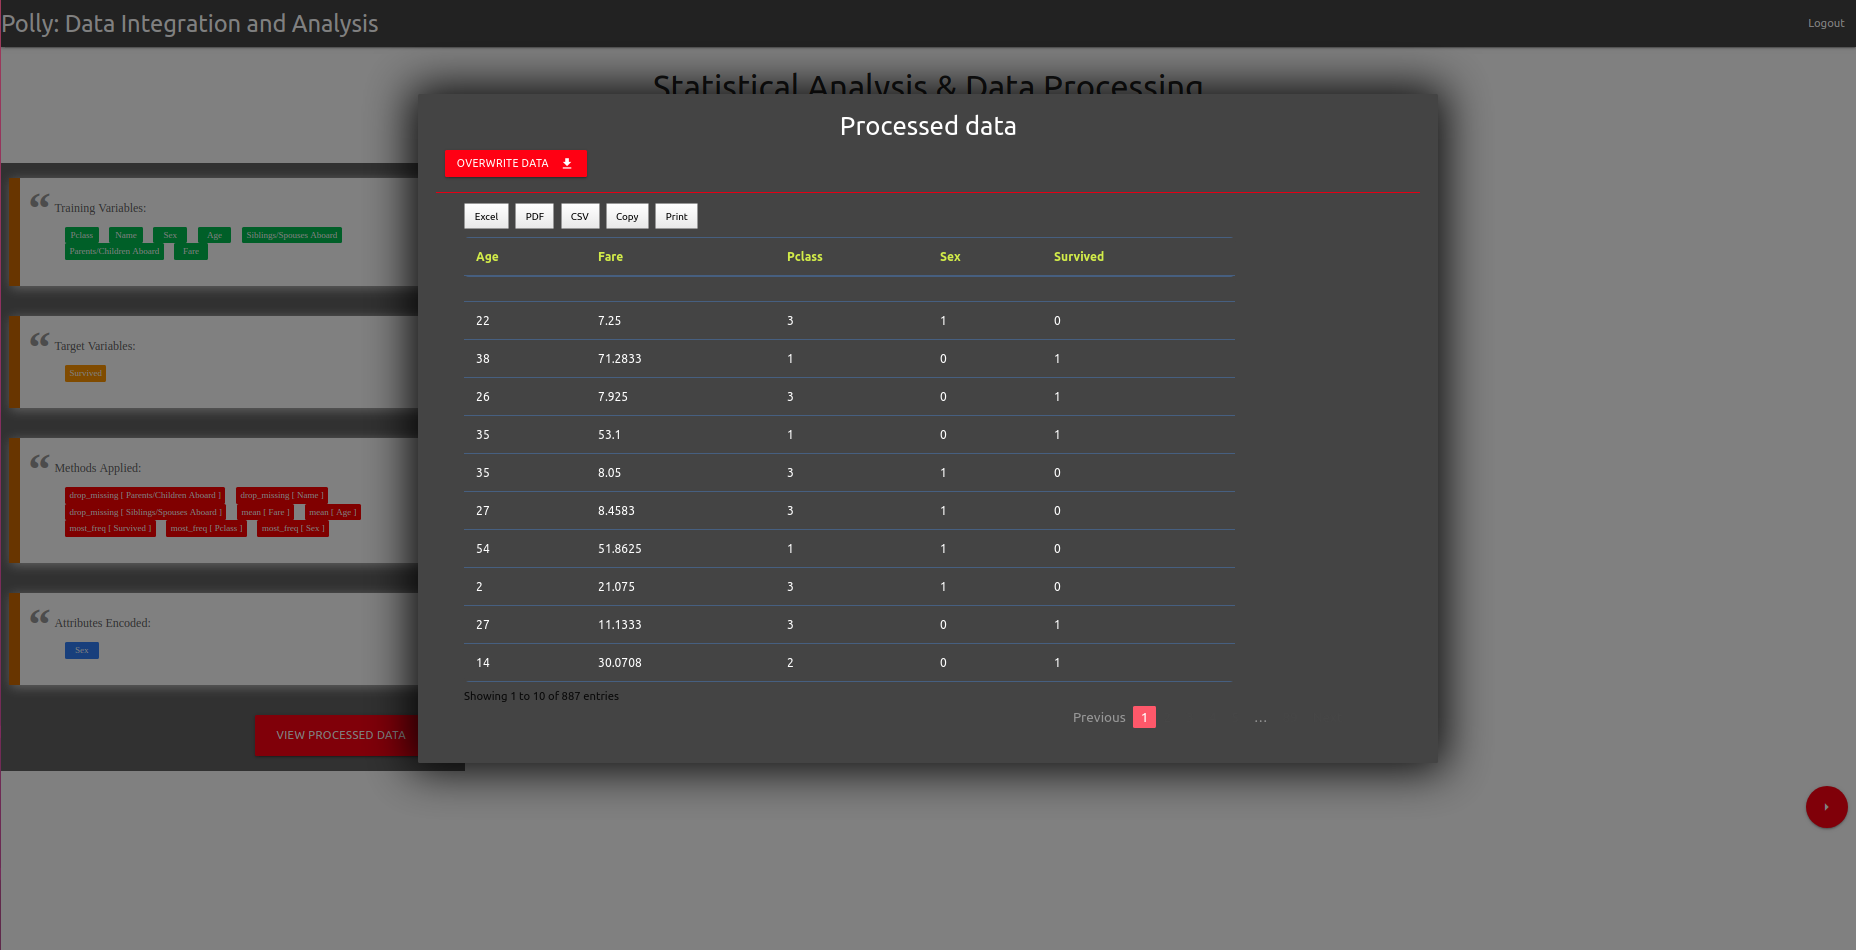 Polly: Data Integration and Analysis
Logout
Statistical Analysis & Data Processing
Training Variables:
Pclass Name Sex Age Siblings/Spouses Aboard
Parents/Children Aboard Fare
Target Variables:
Survived
Methods Applied:
drop_missing [ Parents/Children Aboard ] drop_missing [ Name ]
drop_missing [ Siblings/Spouses Aboard ] mean [ Fare ] mean [ Age ]
most_freq [ Survived ] most_freq [ Pclass ] most_freq [ Sex ]
Attributes Encoded:
Sex
VIEW PROCESSED DATA
Processed data
OVERWRITE DATA
Excel PDF CSV Copy Print
Age Fare Pclass Sex Survived
22 7.25 3 1 0
38 71.2833 1 0 1
26 7.925 3 0 1
35 53.1 1 0 1
35 8.05 3 1 0
27 8.4583 3 1 0
54 51.8625 1 1 0
2 21.075 3 1 0
27 11.1333 3 0 1
14 30.0708 2 0 1
Showing 1 to 10 of 887 entries
Previous 1 …